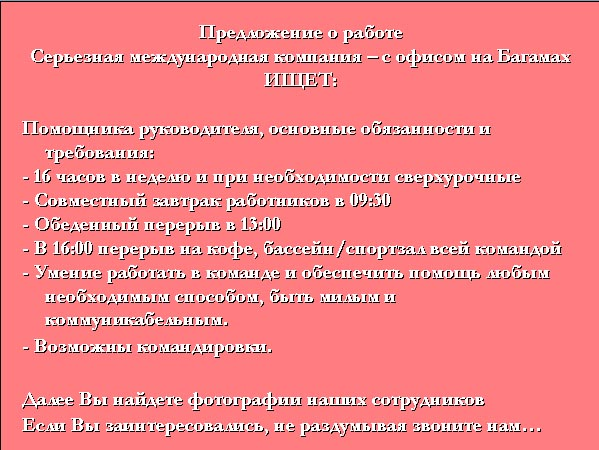 Предложение о работе
Серьезная международная компания – с офисом на Багамах
ИЩЕТ:
Помощника руководителя, основные обязанности и
требования:
- 16 часов в неделю и при необходимости сверхурочные
- Совместный завтрак работников в 09:30
- Обеденный перерыв в 13:00
- В 16:00 перерыв на кофе, бассейн/спортзал всей командой
- Умение работать в команде и обеспечить помощь любым
необходимым способом, быть милым и
коммуникабельным.
- Возможны командировки.
Далее Вы найдете фотографии наших сотрудников
Если Вы заинтересовались, не раздумывая звоните нам…